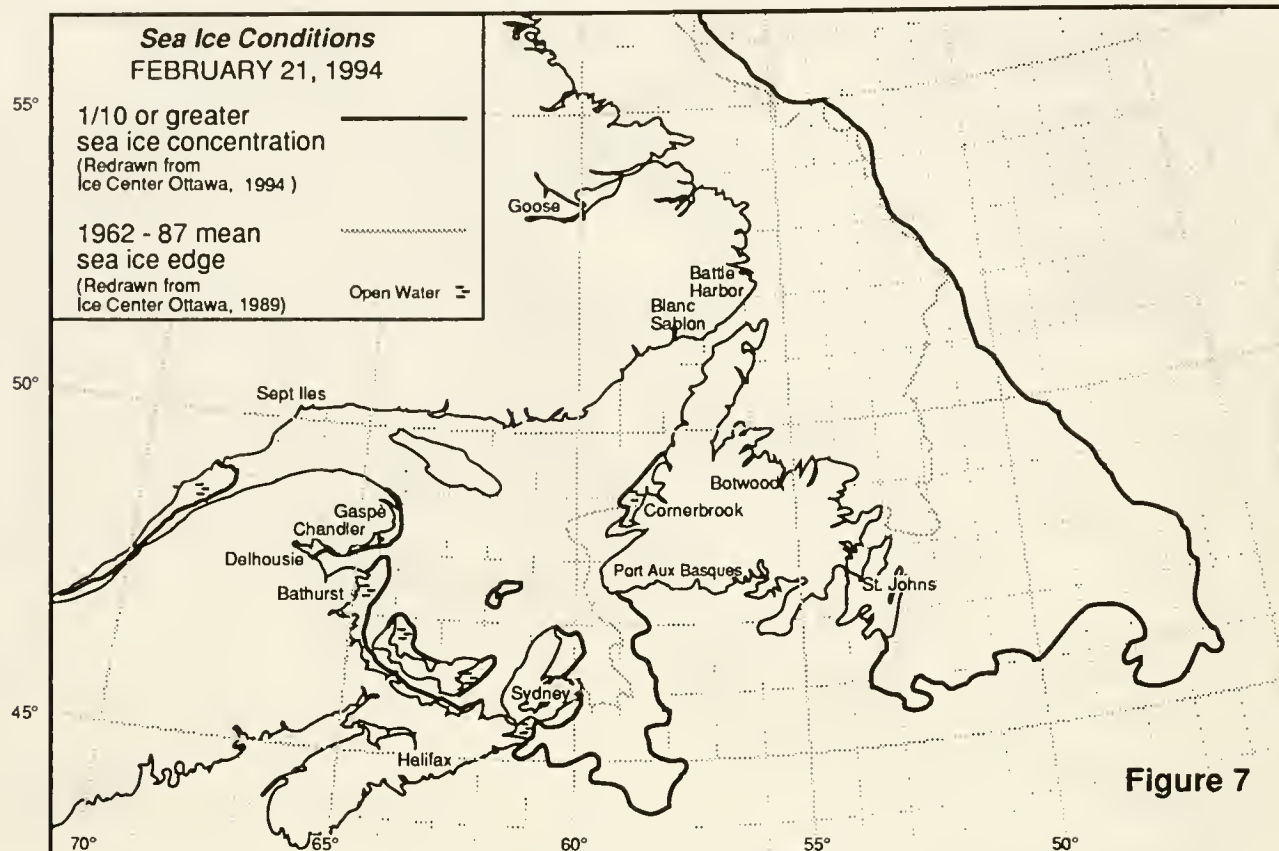 Sea Ice Conditions
FEBRUARY 21, 1994
1/10 or greater
sea ice concentration
(Redrawn from
Ice Center Ottawa, 1994 )
1962 - 87 mean
sea ice edge
(Redrawn from
Ice Center Ottawa, 1989)
Open Water
55°
50°
45°
Goose
Battle
Harbor
Blanc
Sablon
Sept Iles
Botwood
Cornerbrook
Gaspè
Chandler
Delhousie
Bathurst
Port Aux Basques
St. Johns
Sydney
Helifax
Figure 7
70°
65°
60°
55°
50°